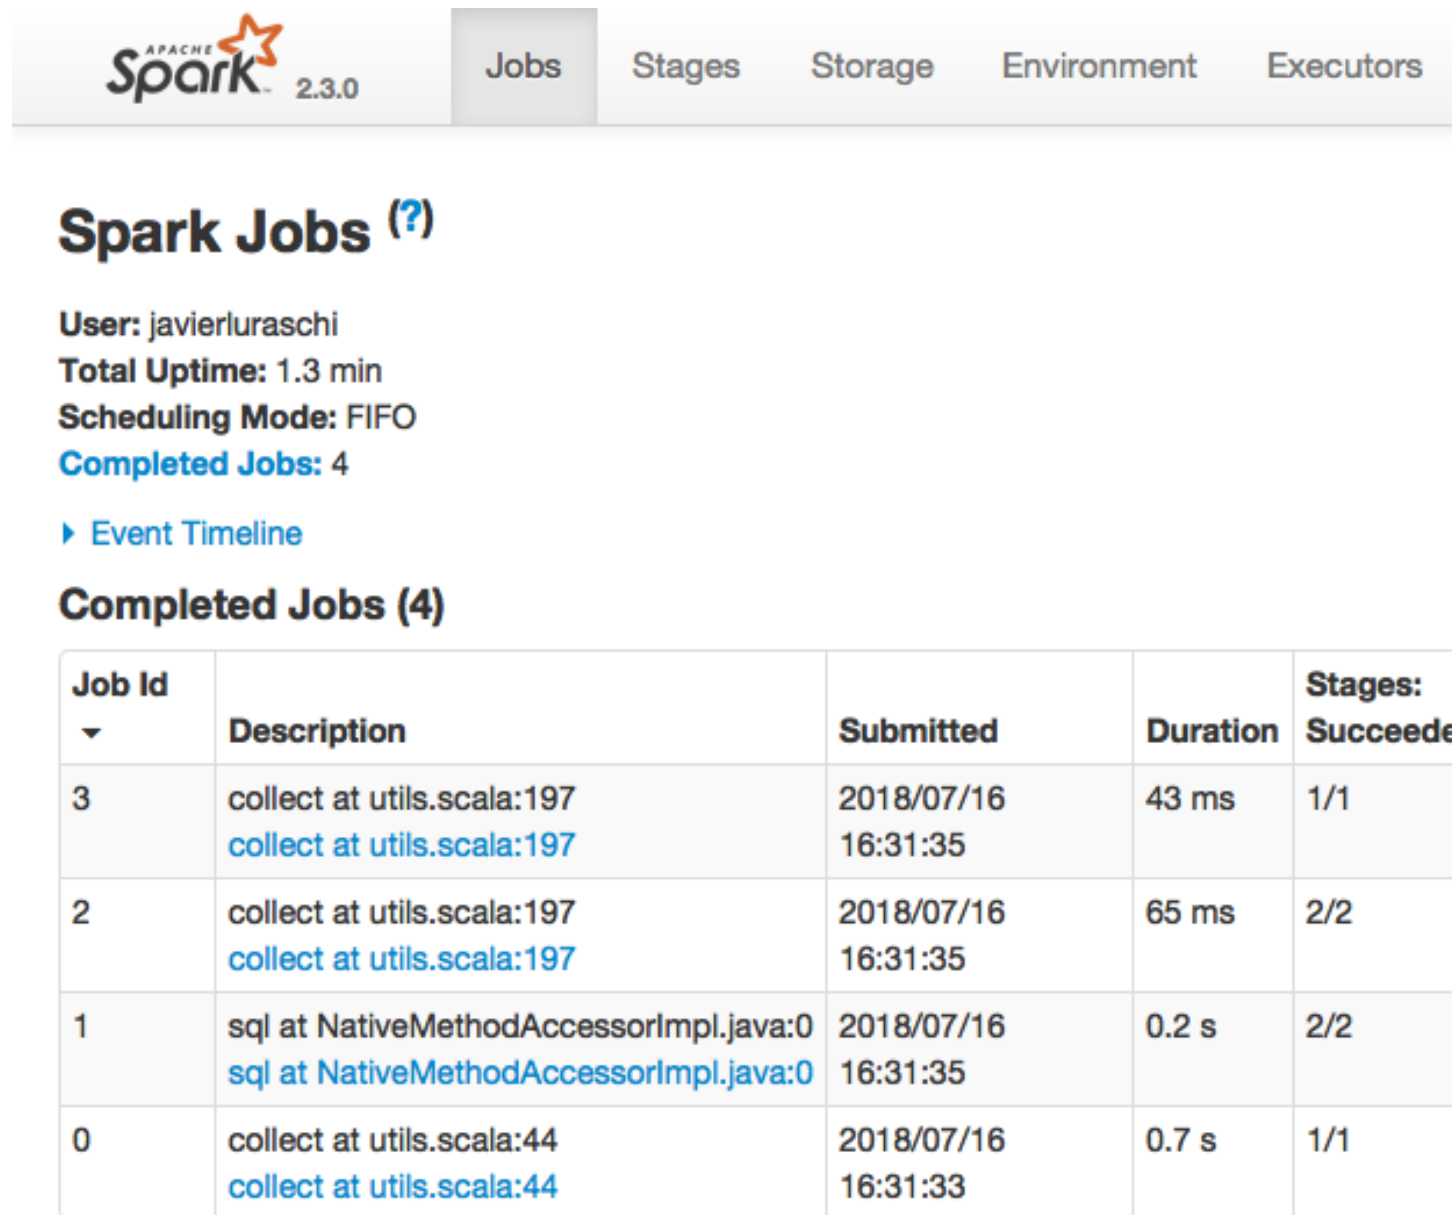 APACHE
Spark 2.3.0 Jobs Stages Storage Environment Executors
Spark Jobs (?)
User: javierluraschi
Total Uptime: 1.3 min
Scheduling Mode: FIFO
Completed Jobs: 4
Event Timeline
Completed Jobs (4)
Job Id Description Submitted Duration Stages: Succeede
3 collect at utils.scala:197 2018/07/16 43 ms 1/1
collect at utils.scala:197 16:31:35
2 collect at utils.scala:197 2018/07/16 65 ms 2/2
collect at utils.scala:197 16:31:35
1 sql at NativeMethodAccessorImpl.java:0 2018/07/16 0.2 s 2/2
sql at NativeMethodAccessorImpl.java:0 16:31:35
0 collect at utils.scala:44 2018/07/16 0.7 s 1/1
collect at utils.scala:44 16:31:33